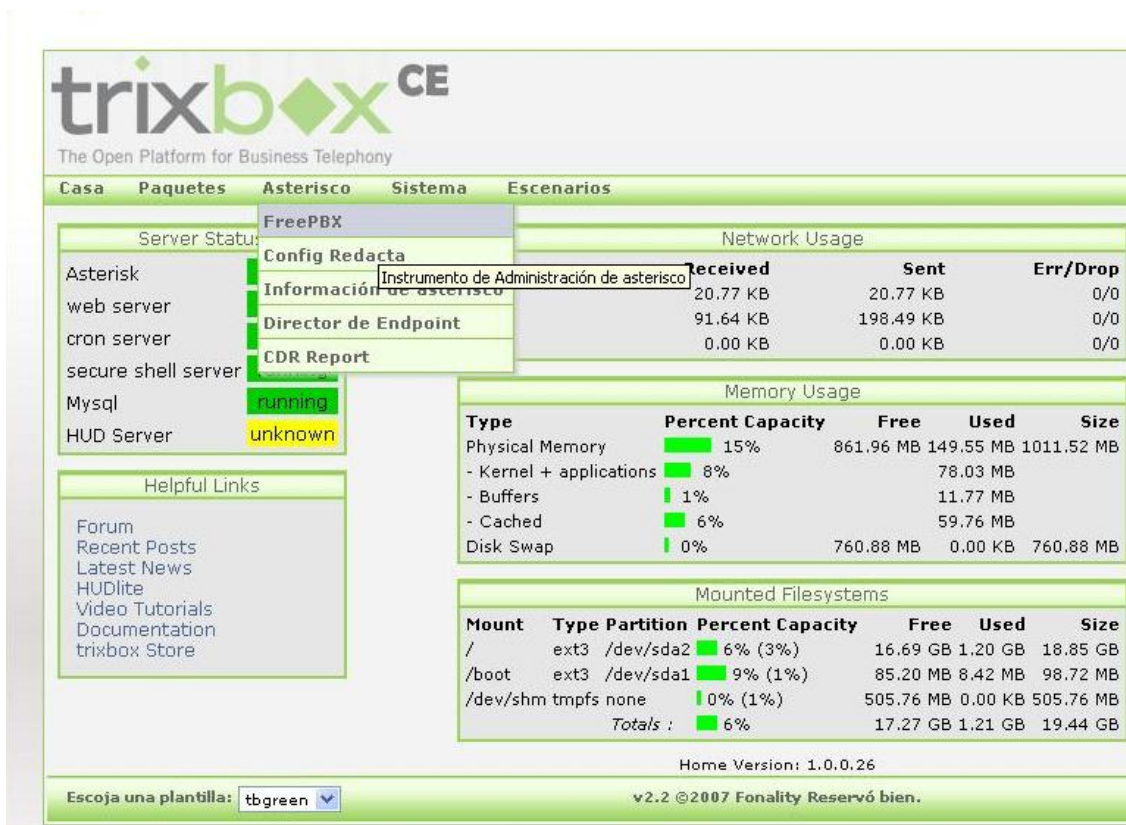 trixbox CE
The Open Platform for Business Telephony
Casa Paquetes Asterisco Sistema Escenarios
FreePBX
Config Redacta
Instrumento de Administración de asterisco
Información de asterisco
Director de Endpoint
CDR Report
Server Status
Asterisk
web server
cron server
secure shell server running
Mysql running
HUD Server unknown
Helpful Links
Forum
Recent Posts
Latest News
HUDlite
Video Tutorials
Documentation
trixbox Store
Network Usage
Received Sent Err/Drop
20.77 KB 20.77 KB 0/0
91.64 KB 198.49 KB 0/0
0.00 KB 0.00 KB 0/0
Memory Usage
Type Percent Capacity Free Used Size
Physical Memory 15% 861.96 MB 149.55 MB 1011.52 MB
- Kernel + applications 8% 78.03 MB
- Buffers 1% 11.77 MB
- Cached 6% 59.76 MB
Disk Swap 0% 760.88 MB 0.00 KB 760.88 MB
Mounted Filesystems
Mount Type Partition Percent Capacity Free Used Size
/ ext3 /dev/sda2 6% (3%) 16.69 GB 1.20 GB 18.85 GB
/boot ext3 /dev/sda1 9% (1%) 85.20 MB 8.42 MB 98.72 MB
/dev/shm tmpfs none 0% (1%) 505.76 MB 0.00 KB 505.76 MB
Totals : 6% 17.27 GB 1.21 GB 19.44 GB
Home Version: 1.0.0.26
Escoja una plantilla: tbgreen
v2.2 ©2007 Fonality Reservó bien.